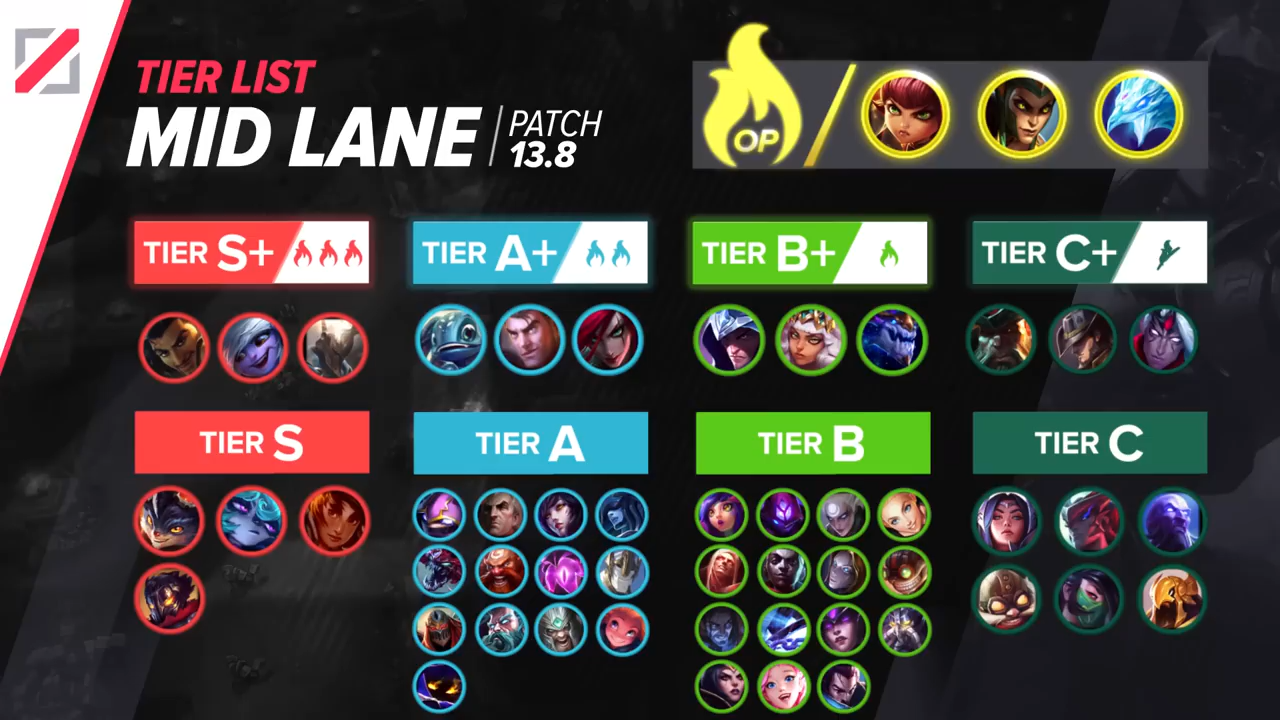 TIER LIST
MID LANE
PATCH
13.8
OP
TIER S+
TIER A+
TIER B+
TIER C+
TIER S
TIER A
TIER B
TIER C